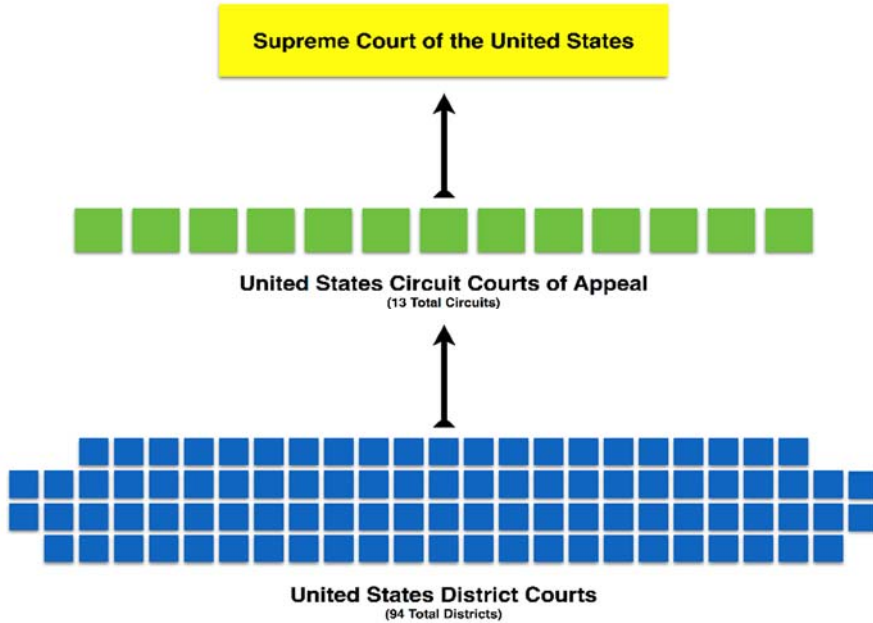 Supreme Court of the United States
United States Circuit Courts of Appeal
(13 Total Circuits)
United States District Courts
(94 Total Districts)